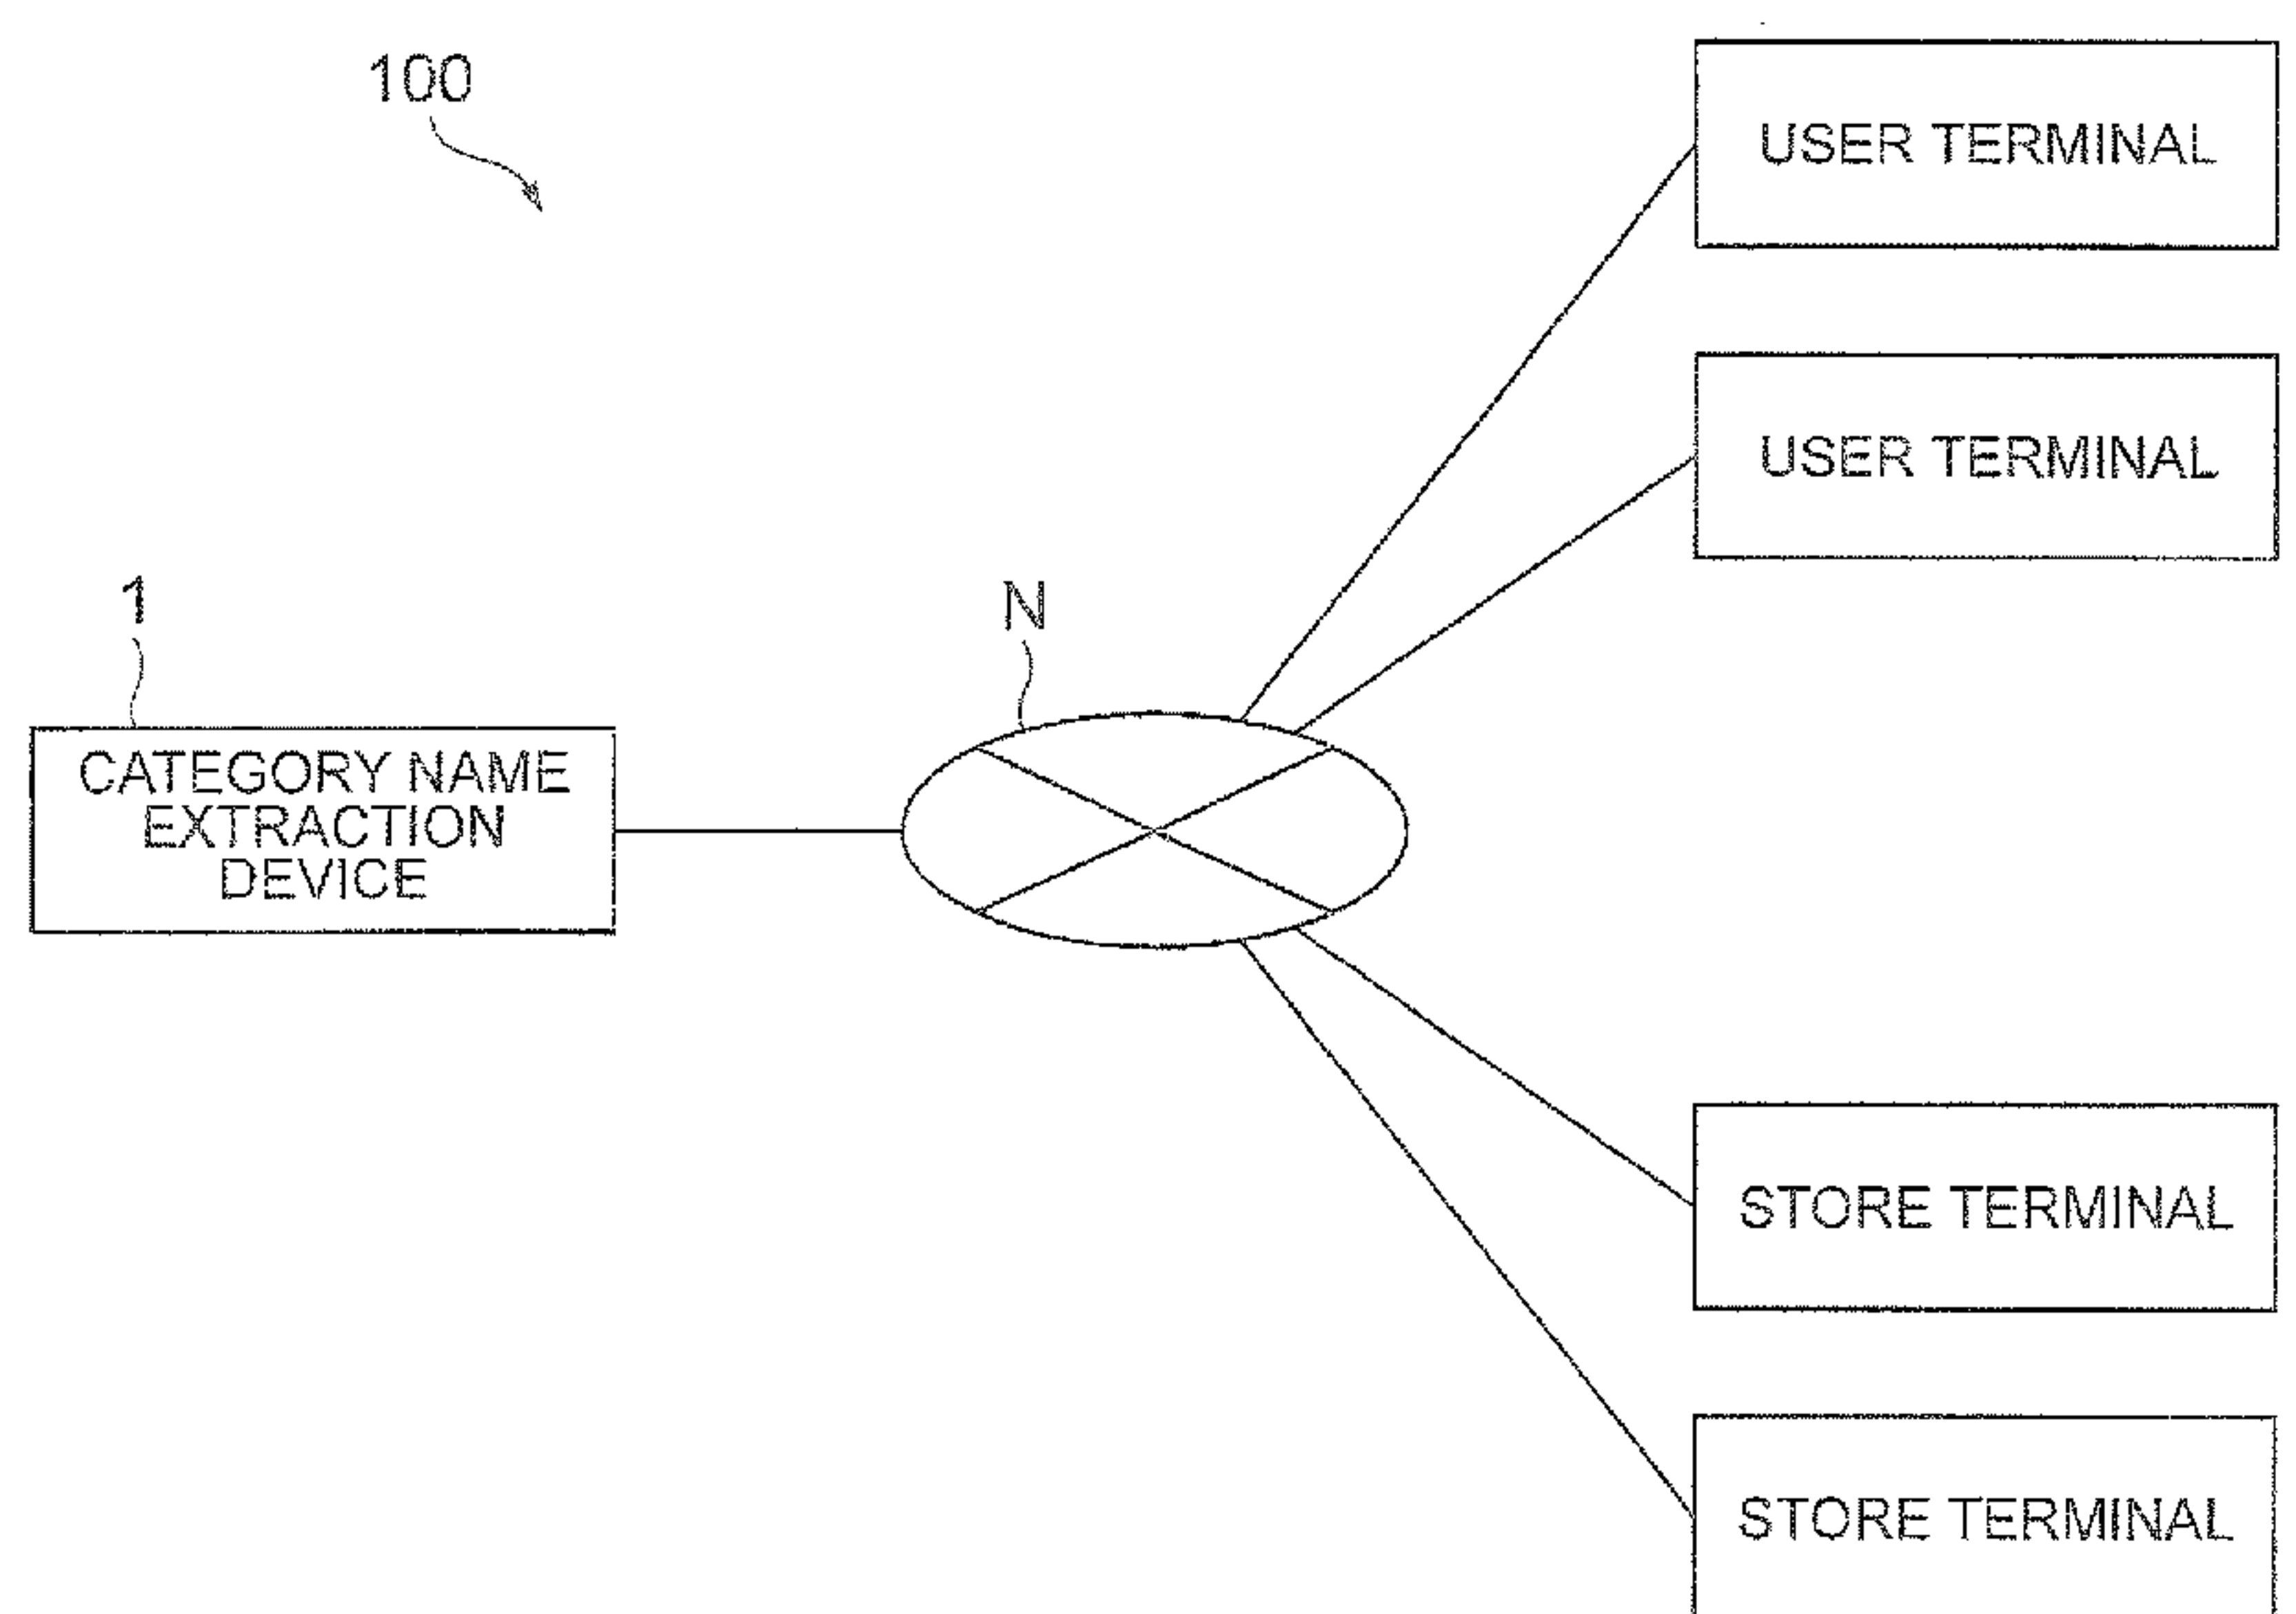 100
USER TERMINAL
USER TERMINAL
1
N
CATEGORY NAME
EXTRACTION
DEVICE
STORE TERMINAL
STORE TERMINAL